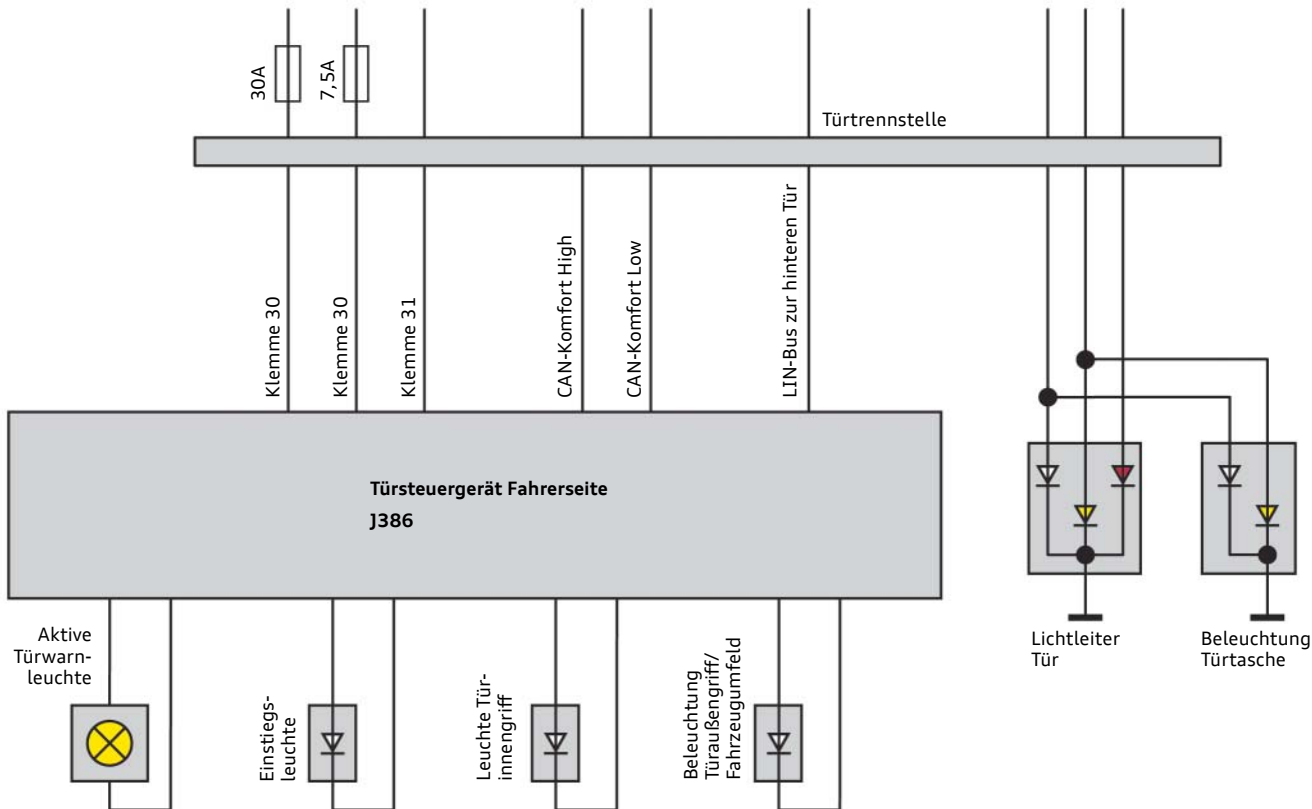 30A
7,5A
Türtrennstelle
Klemme 30
Klemme 30
Klemme 31
CAN-Komfort High
CAN-Komfort Low
LIN-Bus zur hinteren Tür
Türsteuergerät Fahrerseite
J386
Aktive
Türwarn-
leuchte
Einstiegs-
leuchte
Leuchte Tür-
innengriff
Beleuchtung
Türaußengriff/
Fahrzeugumfeld
Lichtleiter
Tür
Beleuchtung
Türtasche